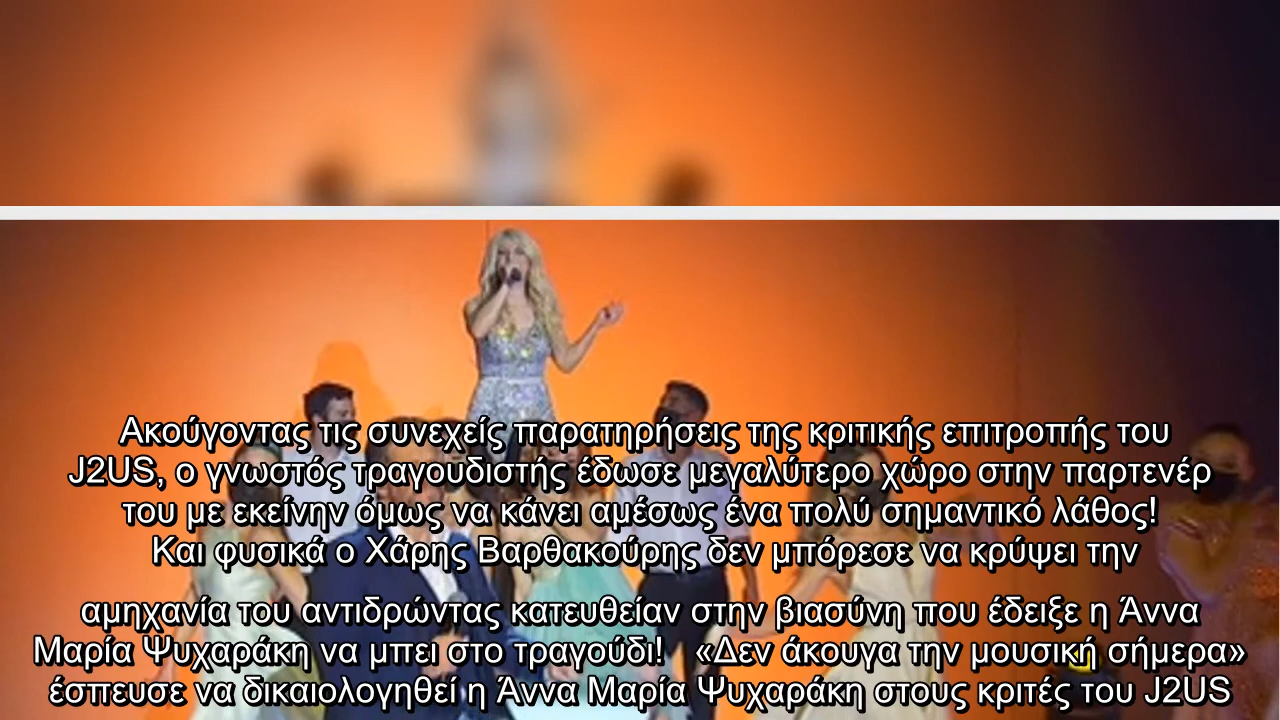 Ακούγοντας τις συνεχείς παρατηρήσεις της κριτικής επιτροπής του
J2US, ο γνωστός τραγουδιστής έδωσε μεγαλύτερο χώρο στην παρτενέρ
του με εκείνην όμως να κάνει αμέσως ένα πολύ σημαντικό λάθος!
Και φυσικά ο Χάρης Βαρθακούρης δεν μπόρεσε να κρύψει την
αμηχανία του αντιδρώντας κατευθείαν στην βιασύνη που έδειξε η Άννα
Μαρία Ψυχαράκη να μπει στο τραγούδι! «Δεν άκουγα την μουσική σήμερα»
έσπευσε να δικαιολογηθεί η Άννα Μαρία Ψυχαράκη στους κριτές του J2US